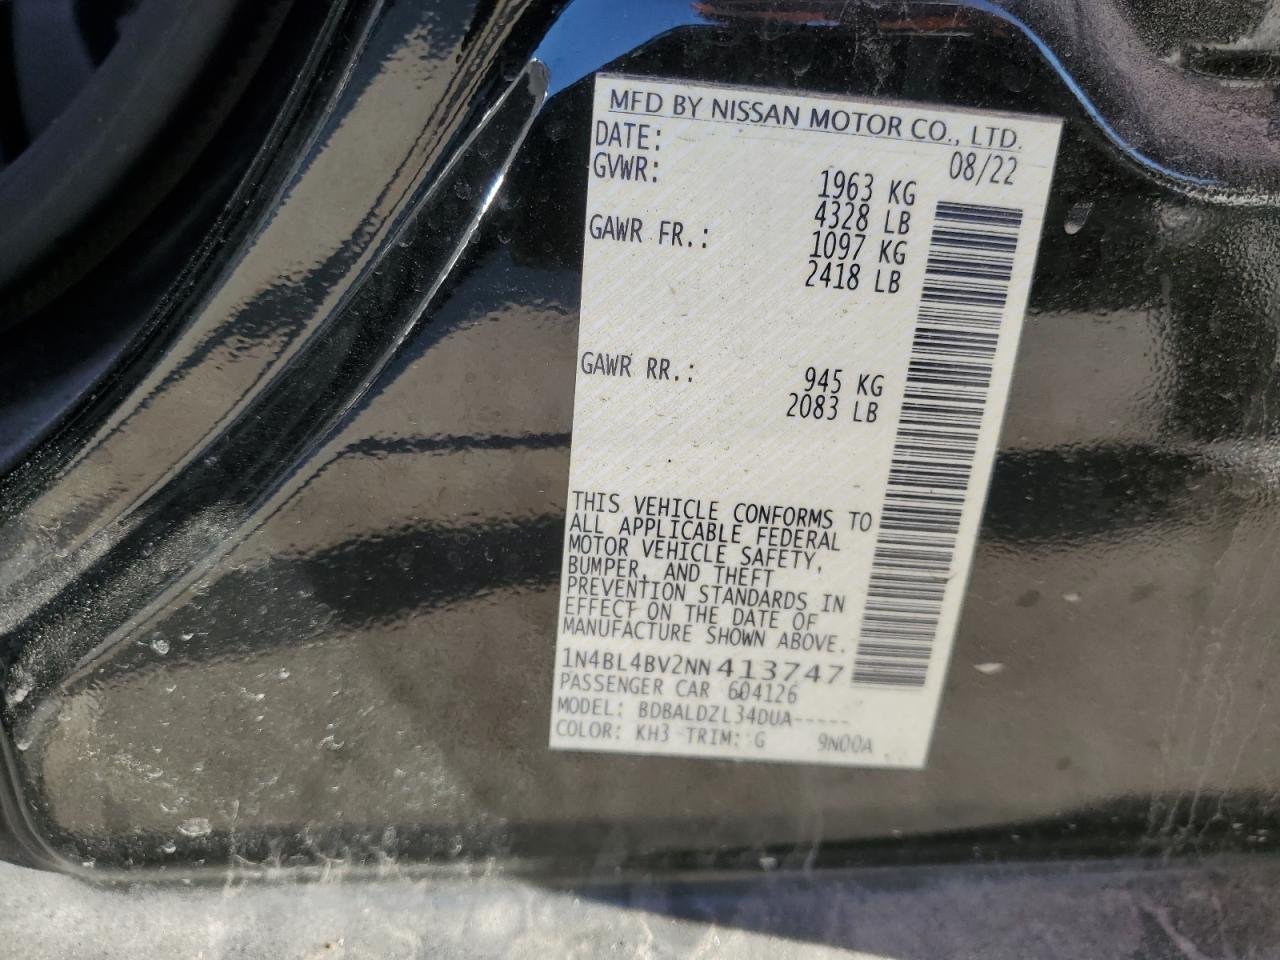 MFD BY NISSAN MOTOR CO., LTD.
DATE: 08/22
GVWR: 1963 KG
4328 LB
GAWR FR.: 1097 KG
2418 LB
GAWR RR.: 945 KG
2083 LB
THIS VEHICLE CONFORMS TO
ALL APPLICABLE FEDERAL
MOTOR VEHICLE SAFETY,
BUMPER, AND THEFT
PREVENTION STANDARDS IN
EFFECT ON THE DATE OF
MANUFACTURE SHOWN ABOVE.
1N4BL4BV2NN413747
PASSENGER CAR 604126
MODEL: BDBALDZL34DUA-----
COLOR: KH3 TRIM: G 9N00A